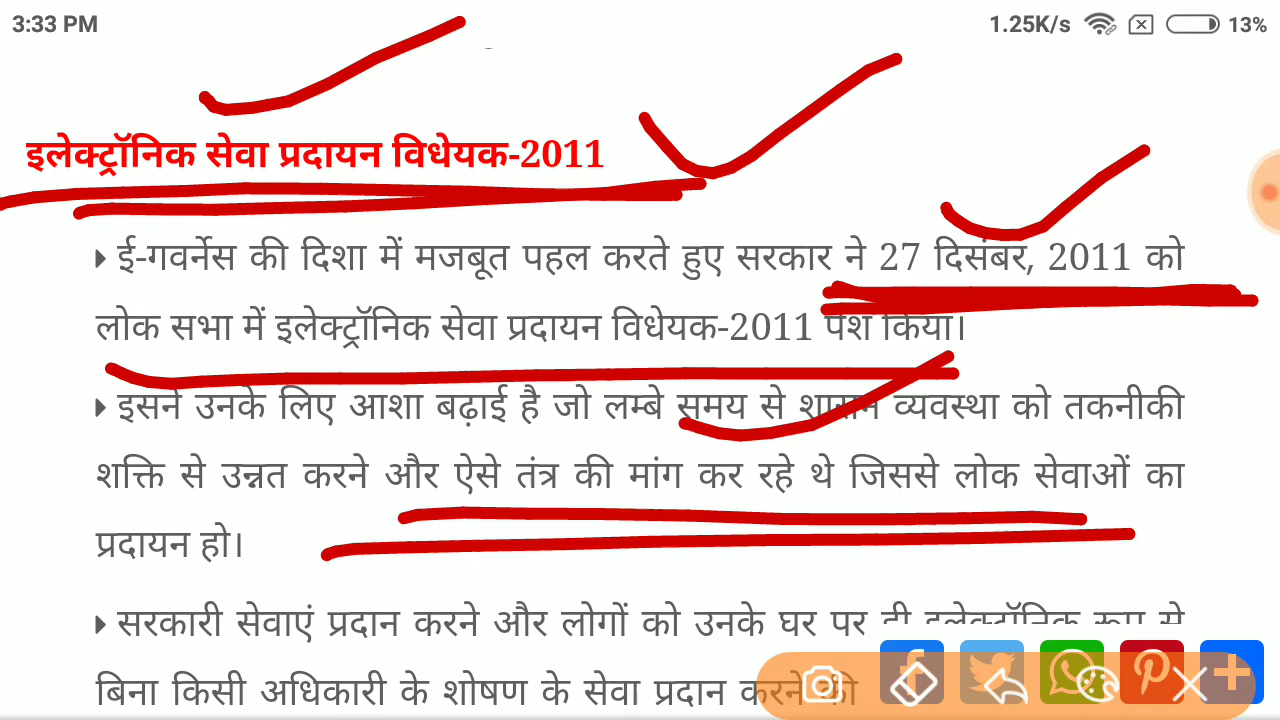 3:33 PM
1.25K/s
13%
इलेक्ट्रॉनिक सेवा प्रदायन विधेयक-2011
ई-गवर्नेस की दिशा में मजबूत पहल करते हुए सरकार ने 27 दिसंबर, 2011 को
लोक सभा में इलेक्ट्रॉनिक सेवा प्रदायन विधेयक-2011 पेश किया।
इसने उनके लिए आशा बढ़ाई है जो लम्बे समय से शासन व्यवस्था को तकनीकी
शक्ति से उन्नत करने और ऐसे तंत्र की मांग कर रहे थे जिससे लोक सेवाओं का
प्रदायन हो।
सरकारी सेवाएं प्रदान करने और लोगों को उनके घर पर ही इलेक्ट्रॉनिक रूप से
बिना किसी अधिकारी के शोषण के सेवा प्रदान करने की